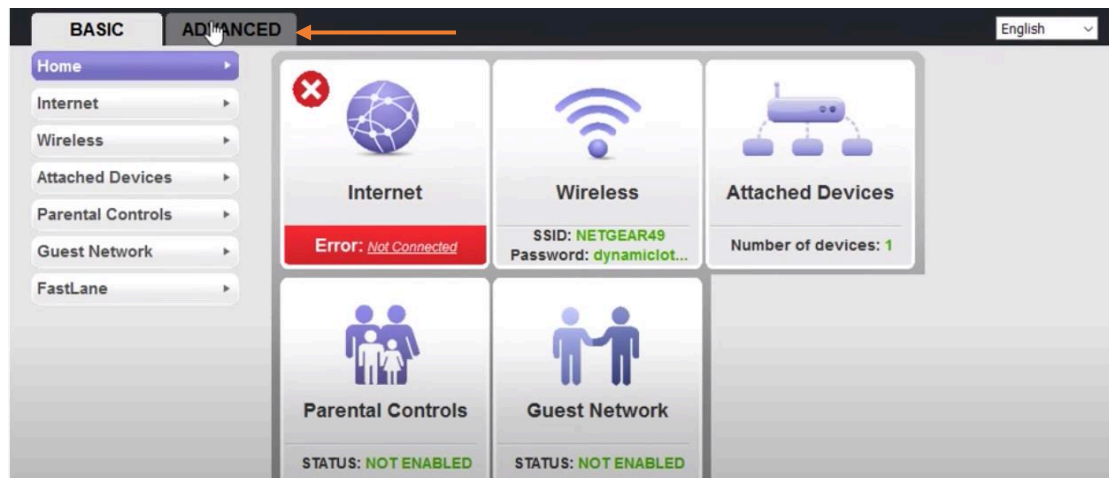 BASIC
ADVANCED
English
Home
Internet
Wireless
Attached Devices
Parental Controls
Guest Network
FastLane
Internet
Error: Not Connected
Wireless
SSID: NETGEAR49
Password: dynamiclot...
Attached Devices
Number of devices: 1
Parental Controls
STATUS: NOT ENABLED
Guest Network
STATUS: NOT ENABLED